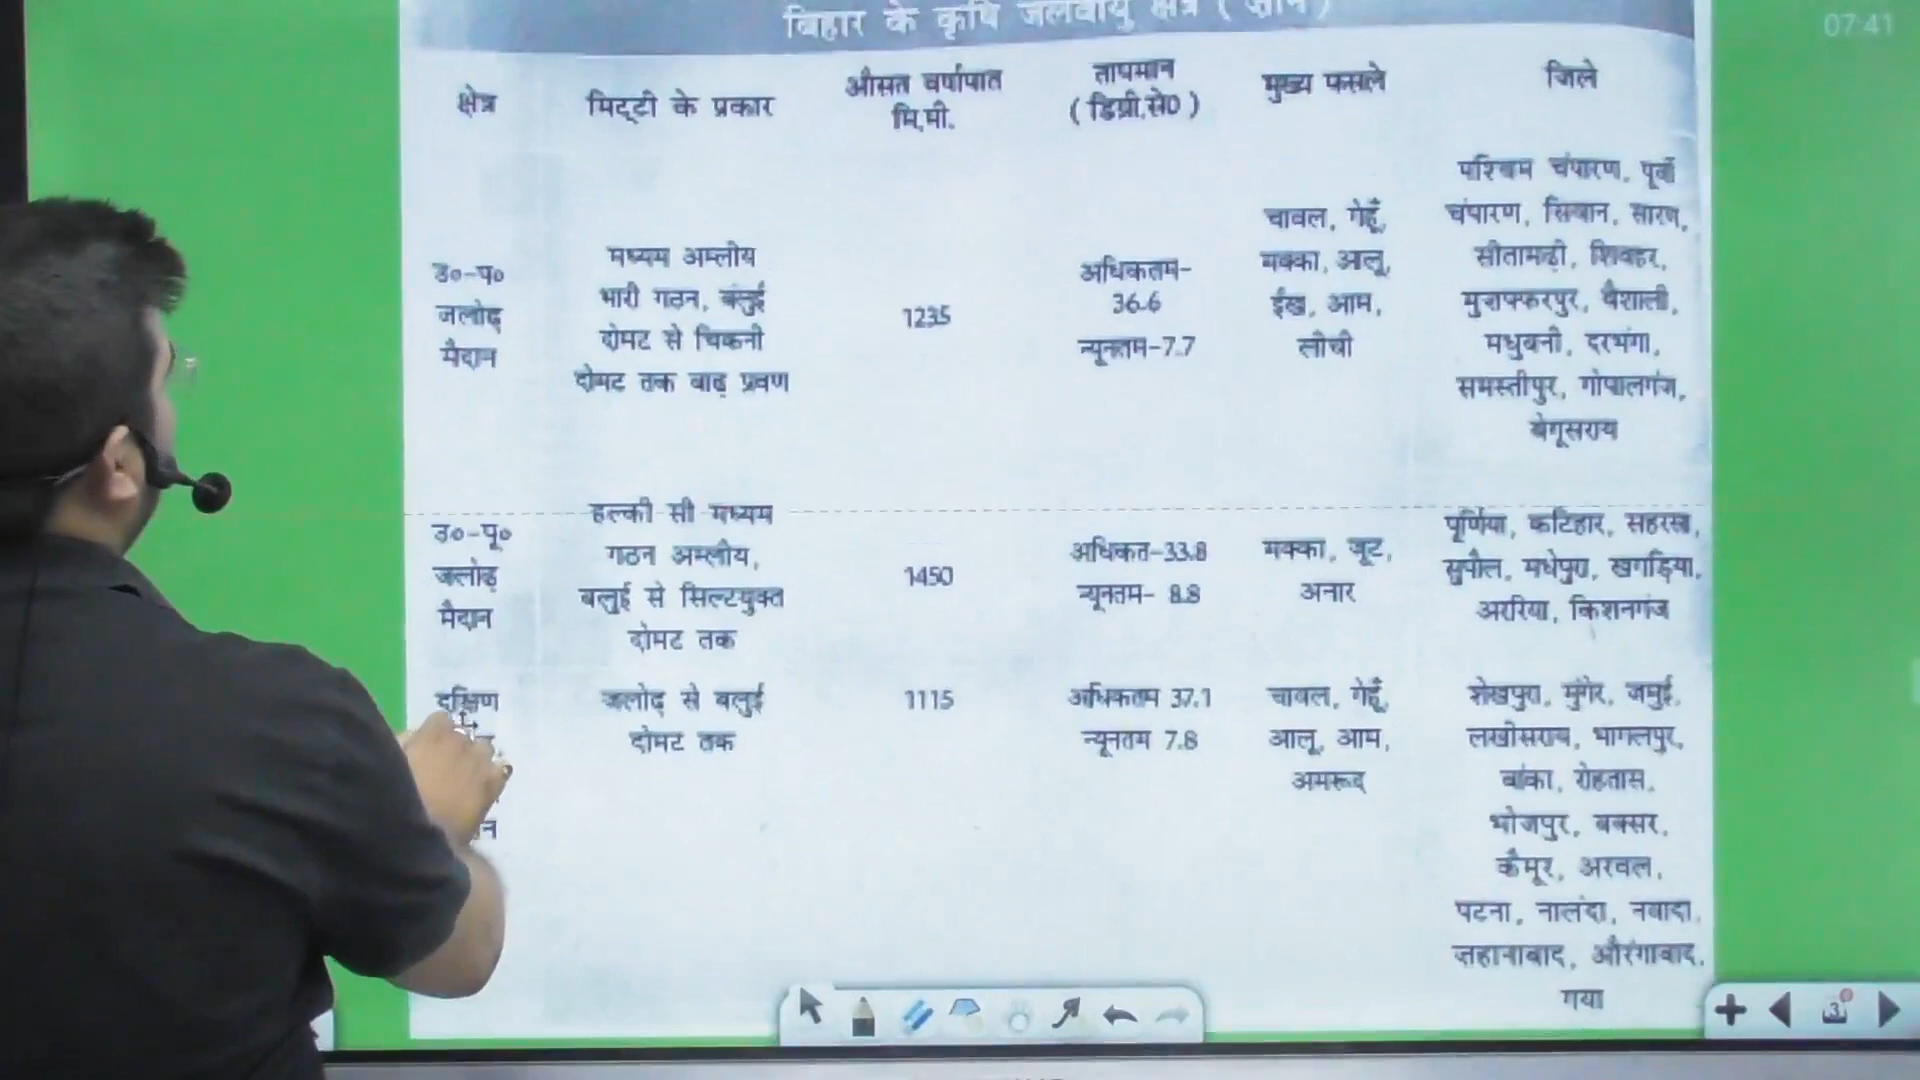 बिहार के कृषि जलवायु क्षेत्र ( जोन )
07:41
क्षेत्र
मिट्टी के प्रकार
औसत वर्षापात
मि.मी.
तापमान
( डिग्री.से0 )
मुख्य फसले
जिले
उ०-प०
जलोढ़
मैदान
मध्यम अम्लीय
भारी गठन, बलुई
दोमट से चिकनी
दोमट तक बाढ़ प्रवण
1235
अधिकतम-
36.6
न्यूनतम-7.7
चावल, गेहूँ,
मक्का, आलू,
ईख, आम,
लीची
पश्चिम चंपारण, पूर्वी
चंपारण, सिवान, सारण,
सीतामढ़ी, शिवहर,
मुजफ्फरपुर, वैशाली,
मधुबनी, दरभंगा,
समस्तीपुर, गोपालगंज,
बेगूसराय
उ०-पू०
जलोढ़
मैदान
हल्की सी मध्यम
गठन अम्लीय,
बलुई से सिल्टयुक्त
दोमट तक
1450
अधिकत-33.8
न्यूनतम- 8.8
मक्का, जूट,
अनार
पूर्णिया, कटिहार, सहरसा,
सुपौल, मधेपुरा, खगड़िया,
अररिया, किशनगंज
दक्षिण
जलोढ़ से बलुई
दोमट तक
1115
अधिकतम 37.1
न्यूनतम 7.8
चावल, गेहूँ,
आलू, आम,
अमरूद
शेखपुरा, मुंगेर, जमुई,
लखीसराय, भागलपुर,
बांका, रोहतास,
भोजपुर, बक्सर,
कैमूर, अरवल,
पटना, नालंदा, नवादा,
जहानाबाद, औरंगाबाद,
गया
3